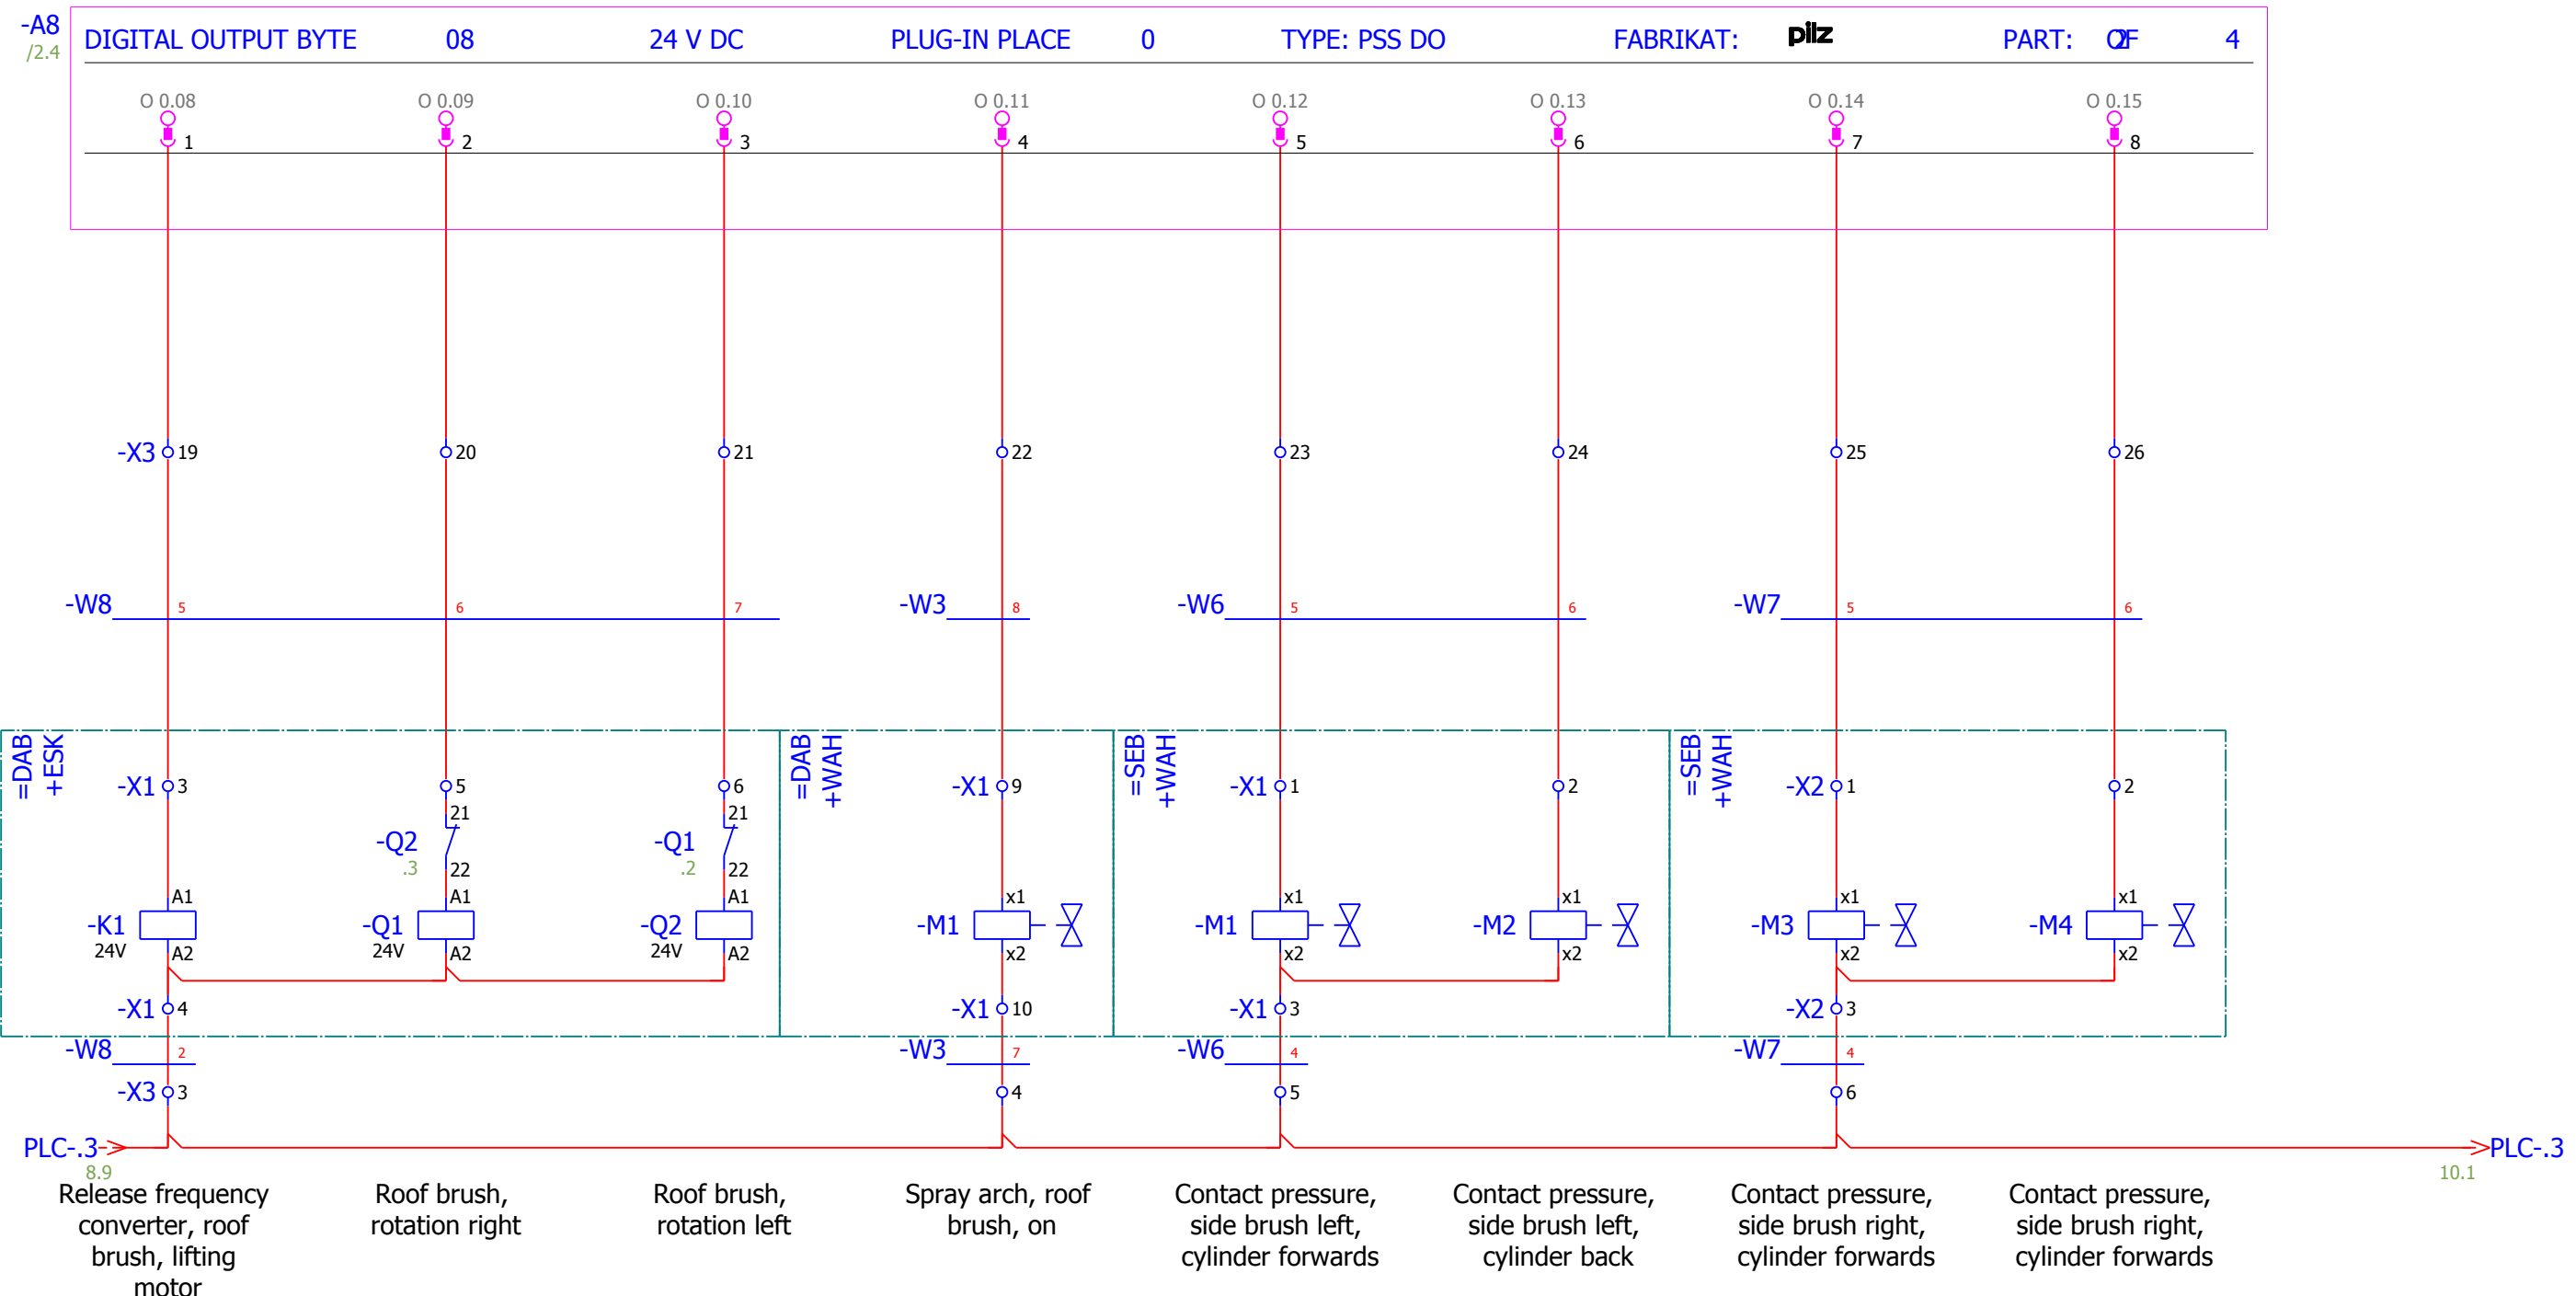 -A8
/2.4
DIGITAL OUTPUT BYTE 08 24 V DC PLUG-IN PLACE 0 TYPE: PSS DO FABRIKAT: pilz PART: 2 OF 4
O 0.08 O 0.09 O 0.10 O 0.11 O 0.12 O 0.13 O 0.14 O 0.15
1 2 3 4 5 6 7 8
-X3 19 20 21 22 23 24 25 26
-W8 5 6 7 -W3 8 -W6 5 6 -W7 5 6
=DAB
+ESK
=DAB
+WAH
=SEB
+WAH
=SEB
+WAH
-X1 3 5 6 -X1 9 -X1 1 2 -X2 1 2
21 21
-Q2 -Q1
.3 .2
22 22
A1 A1 A1 x1 x1 x1 x1 x1
-K1 -Q1 -Q2 -M1 -M1 -M2 -M3 -M4
24V 24V 24V
A2 A2 A2 x2 x2 x2 x2 x2
-X1 4 -X1 10 -X1 3 -X2 3
-W8 2 -W3 7 -W6 4 -W7 4
-X3 3 4 5 6
PLC-.3 PLC-.3
8.9 10.1
Release frequency
converter, roof
brush, lifting
motor
Roof brush,
rotation right
Roof brush,
rotation left
Spray arch, roof
brush, on
Contact pressure,
side brush left,
cylinder forwards
Contact pressure,
side brush left,
cylinder back
Contact pressure,
side brush right,
cylinder forwards
Contact pressure,
side brush right,
cylinder forwards